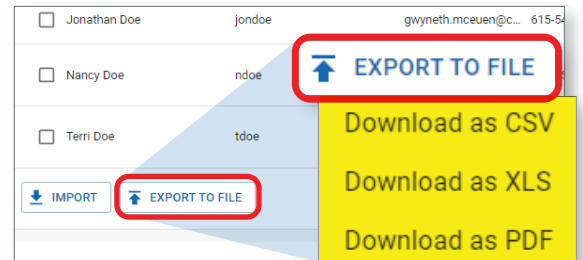 Jonathan Doe jondoe gwyneth.mceuen@c... 615-54
EXPORT TO FILE
Nancy Doe ndoe
Download as CSV
Terri Doe tdoe
Download as XLS
IMPORT EXPORT TO FILE
Download as PDF